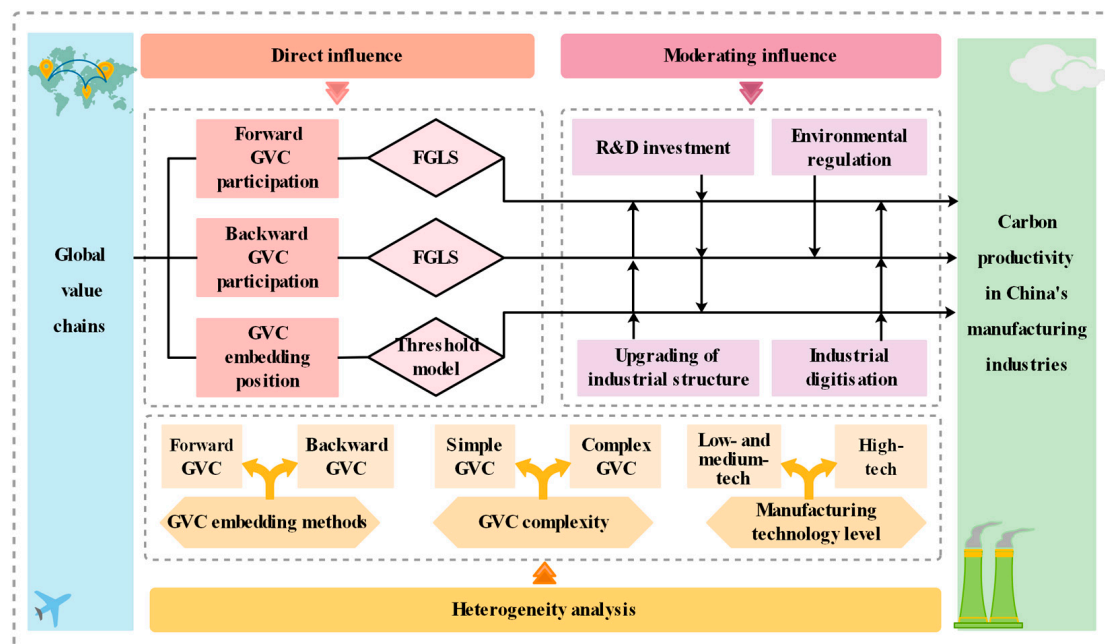 Direct influence
Moderating influence
Global
value
chains
Forward
GVC
participation
FGLS
Backward
GVC
participation
FGLS
GVC
embedding
position
Threshold
model
R&D investment
Environmental
regulation
Upgrading of
industrial structure
Industrial
digitisation
Carbon
productivity
in China's
manufacturing
industries
Forward
GVC
Backward
GVC
GVC embedding methods
Simple
GVC
Complex
GVC
GVC complexity
Low- and
medium-
tech
High-
tech
Manufacturing
technology level
Heterogeneity analysis